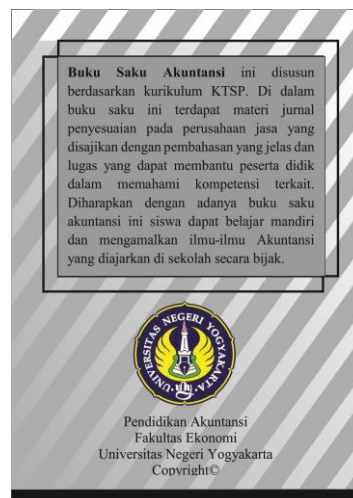 Buku Saku Akuntansi ini disusun
berdasarkan kurikulum KTSP. Di dalam
buku saku ini terdapat materi jurnal
penyesuaian pada perusahaan jasa yang
disajikan dengan pembahasan yang jelas dan
lugas yang dapat membantu peserta didik
dalam memahami kompetensi terkait.
Diharapkan dengan adanya buku saku
akuntansi ini siswa dapat belajar mandiri
dan mengamalkan ilmu-ilmu Akuntansi
yang diajarkan di sekolah secara bijak.
UNIVERSITAS NEGERI YOGYAKARTA
Pendidikan Akuntansi
Fakultas Ekonomi
Universitas Negeri Yogyakarta
Copyright©